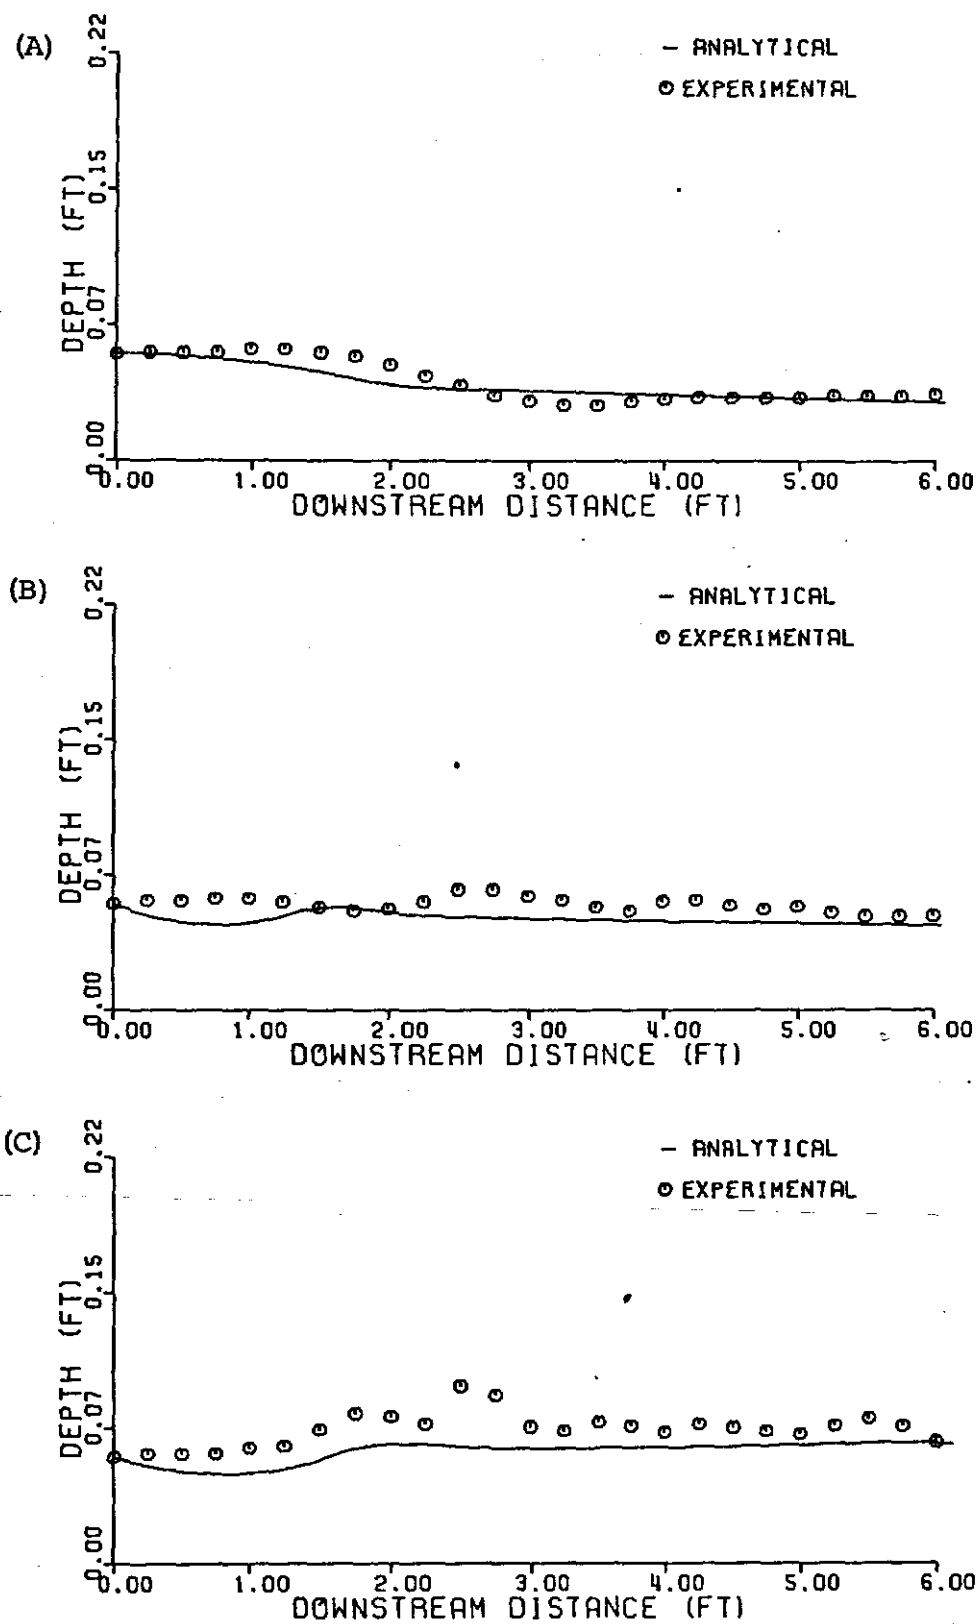 (A)
— ANALYTICAL
⊙ EXPERIMENTAL
DEPTH (FT)
0.22
0.15
0.07
0.00
0.00 1.00 2.00 3.00 4.00 5.00 6.00
DOWNSTREAM DISTANCE (FT)
(B)
— ANALYTICAL
⊙ EXPERIMENTAL
DEPTH (FT)
0.22
0.15
0.07
0.00
0.00 1.00 2.00 3.00 4.00 5.00 6.00
DOWNSTREAM DISTANCE (FT)
(C)
— ANALYTICAL
⊙ EXPERIMENTAL
DEPTH (FT)
0.22
0.15
0.07
0.00
0.00 1.00 2.00 3.00 4.00 5.00 6.00
DOWNSTREAM DISTANCE (FT)